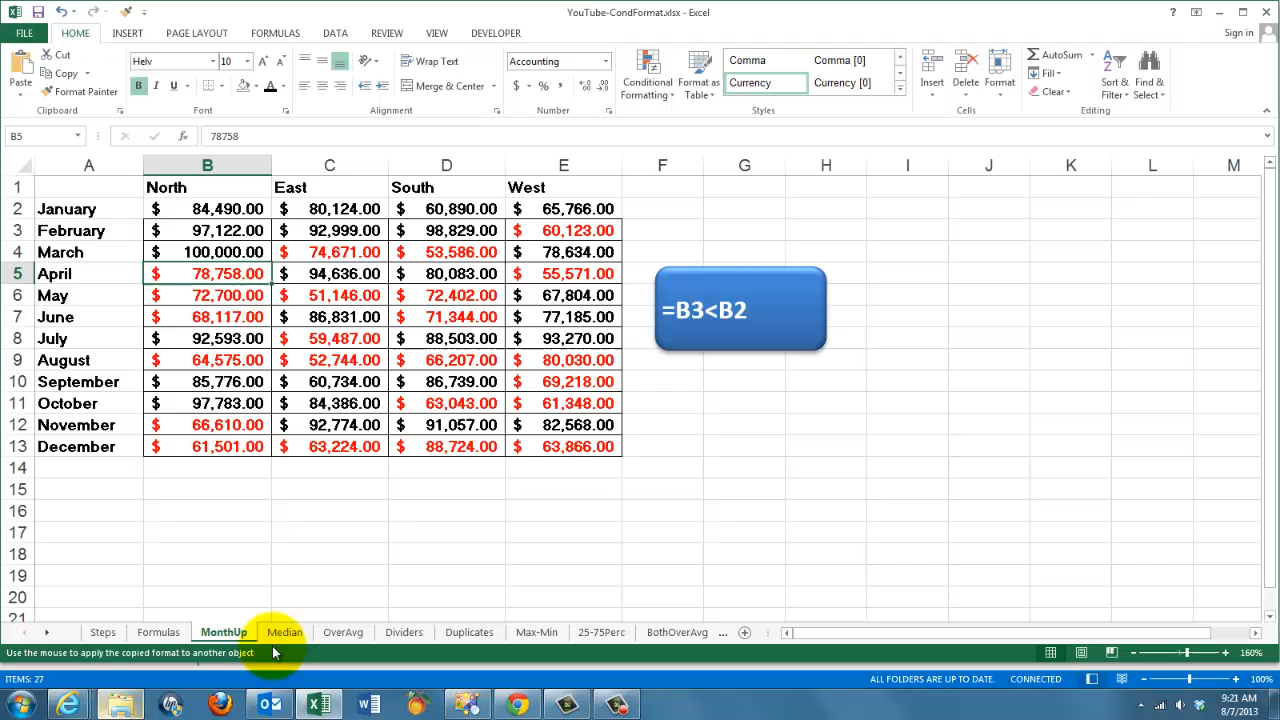 YouTube-CondFormat.xlsx - Excel
FILE HOME INSERT PAGE LAYOUT FORMULAS DATA REVIEW VIEW DEVELOPER Sign in
Paste Cut Copy Format Painter Clipboard
Helv 10 B I U A Font
Wrap Text Merge & Center Alignment
Accounting $ % , Number
Conditional Formatting Format as Table Comma Comma [0] Currency Currency [0] Styles
Insert Delete Format Cells
AutoSum Fill Clear Sort & Filter Find & Select Editing
B5 fx 78758
A B C D E F G H I J K L M
1 North East South West
2 January $ 84,490.00 $ 80,124.00 $ 60,890.00 $ 65,766.00
3 February $ 97,122.00 $ 92,999.00 $ 98,829.00 $ 60,123.00
4 March $ 100,000.00 $ 74,671.00 $ 53,586.00 $ 78,634.00
5 April $ 78,758.00 $ 94,636.00 $ 80,083.00 $ 55,571.00
6 May $ 72,700.00 $ 51,146.00 $ 72,402.00 $ 67,804.00
7 June $ 68,117.00 $ 86,831.00 $ 71,344.00 $ 77,185.00
8 July $ 92,593.00 $ 59,487.00 $ 88,503.00 $ 93,270.00
9 August $ 64,575.00 $ 52,744.00 $ 66,207.00 $ 80,030.00
10 September $ 85,776.00 $ 60,734.00 $ 86,739.00 $ 69,218.00
11 October $ 97,783.00 $ 84,386.00 $ 63,043.00 $ 61,348.00
12 November $ 66,610.00 $ 92,774.00 $ 91,057.00 $ 82,568.00
13 December $ 61,501.00 $ 63,224.00 $ 88,724.00 $ 63,866.00
=B3<B2
14
15
16
17
18
19
20
21
Steps Formulas MonthUp Median OverAvg Dividers Duplicates Max-Min 25-75Perc BothOverAvg ...
Use the mouse to apply the copied format to another object 160%
ITEMS: 27 ALL FOLDERS ARE UP TO DATE. CONNECTED 100%
9:21 AM
8/7/2013